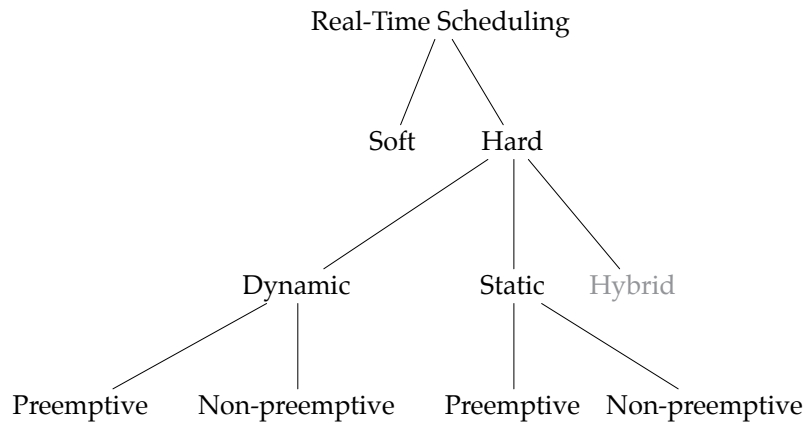 Real-Time Scheduling
Soft Hard
Dynamic Static Hybrid
Preemptive Non-preemptive Preemptive Non-preemptive